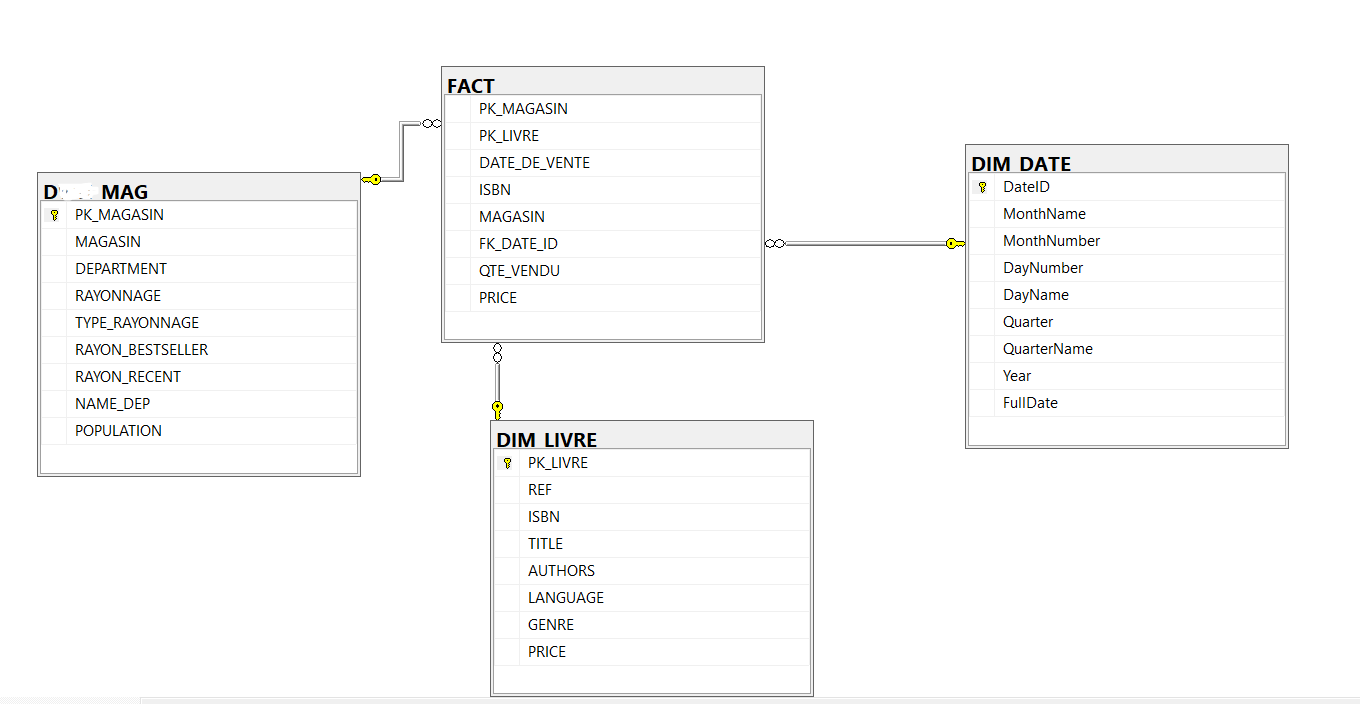 FACT
PK_MAGASIN
PK_LIVRE
DATE_DE_VENTE
ISBN
MAGASIN
FK_DATE_ID
QTE_VENDU
PRICE
MAG
PK_MAGASIN
MAGASIN
DEPARTMENT
RAYONNAGE
TYPE_RAYONNAGE
RAYON_BESTSELLER
RAYON_RECENT
NAME_DEP
POPULATION
DIM_DATE
DateID
MonthName
MonthNumber
DayNumber
DayName
Quarter
QuarterName
Year
FullDate
DIM_LIVRE
PK_LIVRE
REF
ISBN
TITLE
AUTHORS
LANGUAGE
GENRE
PRICE